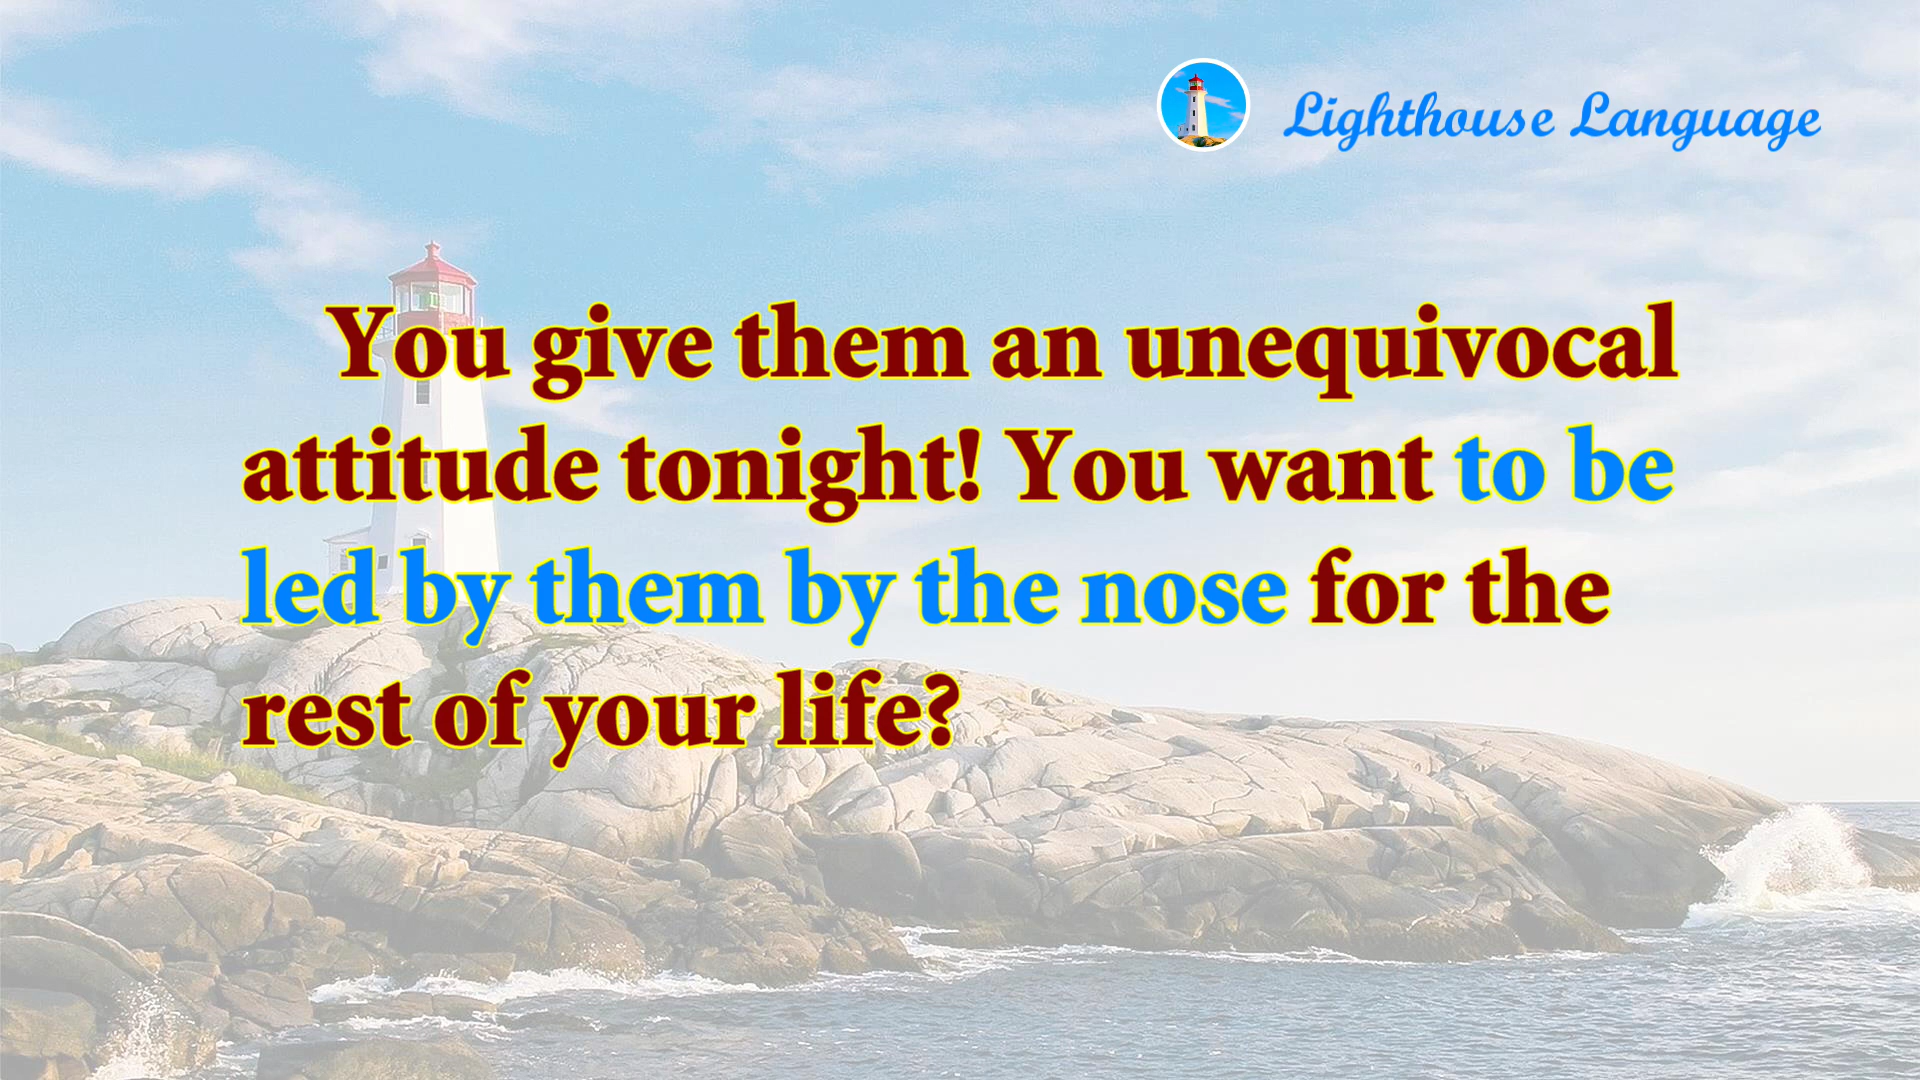 Lighthouse Language
You give them an unequivocal
attitude tonight! You want to be
led by them by the nose for the
rest of your life?